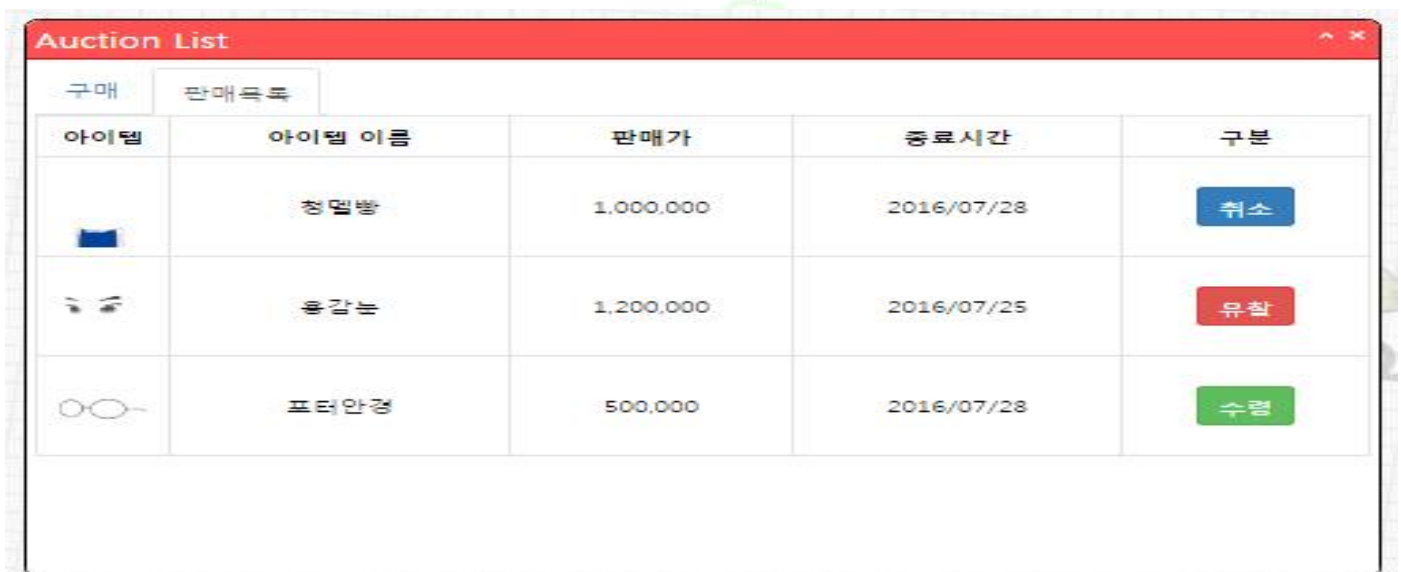 Auction List
구매 판매목록
아이템 아이템 이름 판매가 종료시간 구분
청멜빵 1,000,000 2016/07/28 취소
용감눈 1,200,000 2016/07/25 유찰
포터안경 500,000 2016/07/28 수령